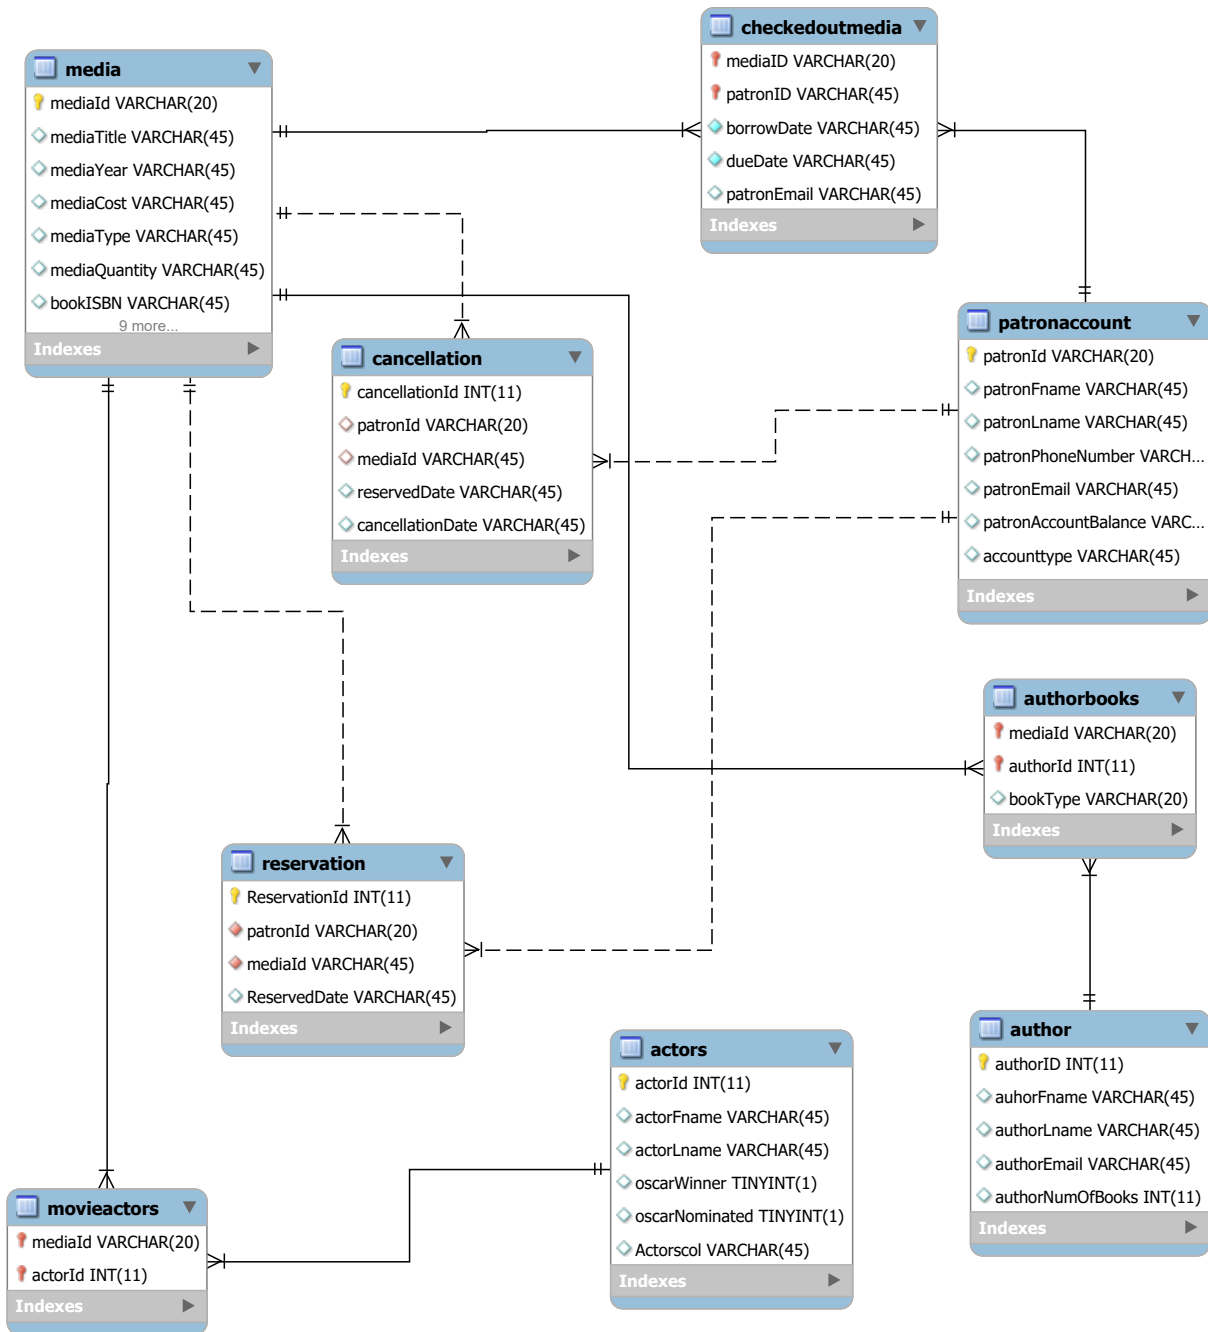 media
mediaId VARCHAR(20)
mediaTitle VARCHAR(45)
mediaYear VARCHAR(45)
mediaCost VARCHAR(45)
mediaType VARCHAR(45)
mediaQuantity VARCHAR(45)
bookISBN VARCHAR(45)
9 more...
Indexes
checkedoutmedia
mediaID VARCHAR(20)
patronID VARCHAR(45)
borrowDate VARCHAR(45)
dueDate VARCHAR(45)
patronEmail VARCHAR(45)
Indexes
cancellation
cancellationId INT(11)
patronId VARCHAR(20)
mediaId VARCHAR(45)
reservedDate VARCHAR(45)
cancellationDate VARCHAR(45)
Indexes
patronaccount
patronId VARCHAR(20)
patronFname VARCHAR(45)
patronLname VARCHAR(45)
patronPhoneNumber VARCH...
patronEmail VARCHAR(45)
patronAccountBalance VARC...
accounttype VARCHAR(45)
Indexes
authorbooks
mediaId VARCHAR(20)
authorId INT(11)
bookType VARCHAR(20)
Indexes
reservation
ReservationId INT(11)
patronId VARCHAR(20)
mediaId VARCHAR(45)
ReservedDate VARCHAR(45)
Indexes
actors
actorId INT(11)
actorFname VARCHAR(45)
actorLname VARCHAR(45)
oscarWinner TINYINT(1)
oscarNominated TINYINT(1)
Actorscol VARCHAR(45)
Indexes
author
authorID INT(11)
auhorFname VARCHAR(45)
authorLname VARCHAR(45)
authorEmail VARCHAR(45)
authorNumOfBooks INT(11)
Indexes
movieactors
mediaId VARCHAR(20)
actorId INT(11)
Indexes